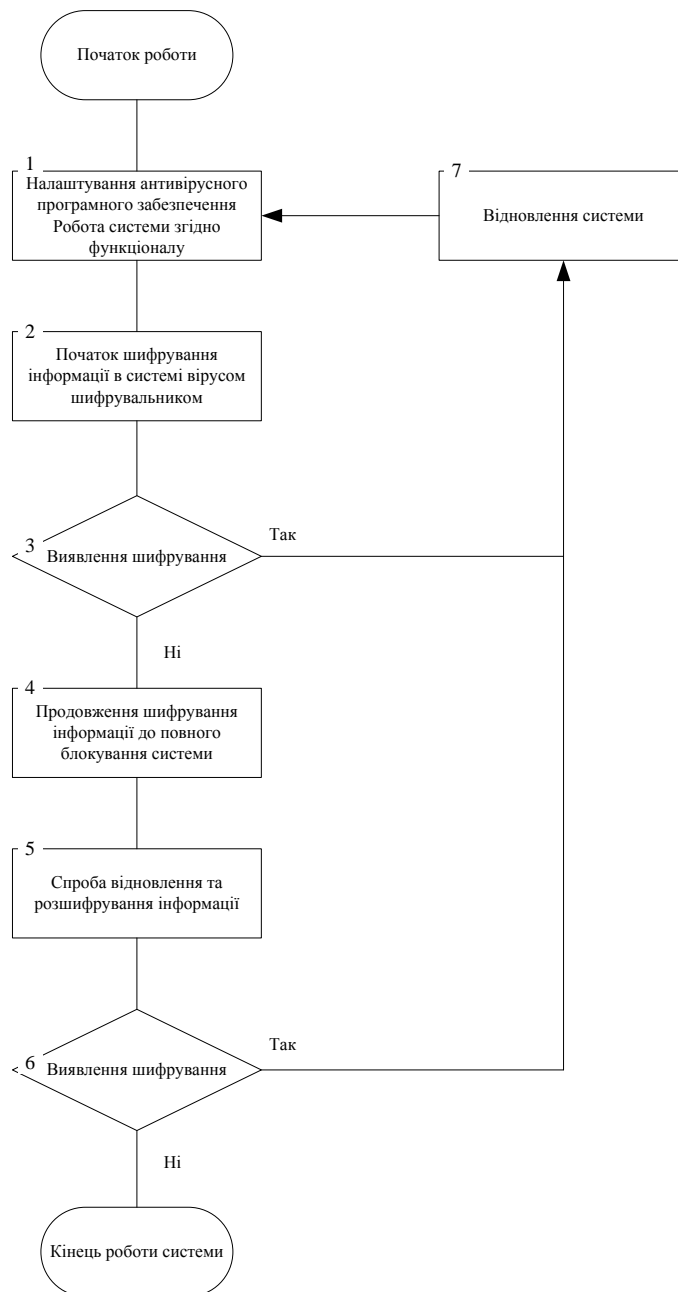 Початок роботи
1
Налаштування антивірусного
програмного забезпечення
Робота системи згідно
функціоналу
7
Відновлення системи
2
Початок шифрування
інформації в системі вірусом
шифрувальником
3
Виявлення шифрування
Так
Ні
4
Продовження шифрування
інформації до повного
блокування системи
5
Спроба відновлення та
розшифрування інформації
6
Виявлення шифрування
Так
Ні
Кінець роботи системи